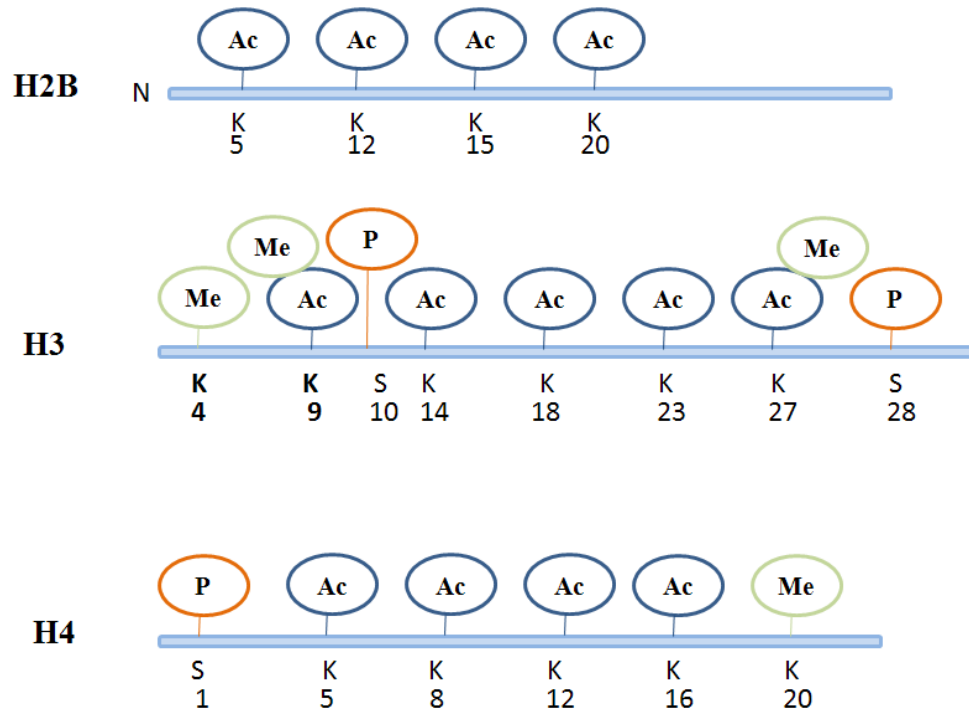 Ac Ac Ac Ac
H2B N
K K K K
5 12 15 20
Me P Me
Me Ac Ac Ac Ac Ac P
H3
K K S K K K K S
4 9 10 14 18 23 27 28
P Ac Ac Ac Ac Me
H4
S K K K K K
1 5 8 12 16 20